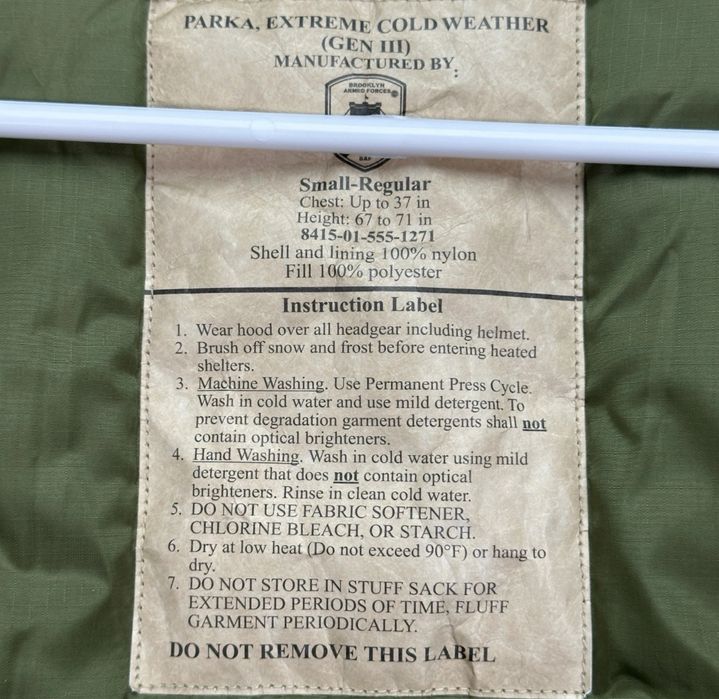 PARKA, EXTREME COLD WEATHER
(GEN III)
MANUFACTURED BY:
BROOKLYN
ARMED FORCES®
BAF
Small-Regular
Chest: Up to 37 in
Height: 67 to 71 in
8415-01-555-1271
Shell and lining 100% nylon
Fill 100% polyester
Instruction Label
1. Wear hood over all headgear including helmet.
2. Brush off snow and frost before entering heated
shelters.
3. Machine Washing. Use Permanent Press Cycle.
Wash in cold water and use mild detergent. To
prevent degradation garment detergents shall not
contain optical brighteners.
4. Hand Washing. Wash in cold water using mild
detergent that does not contain optical
brighteners. Rinse in clean cold water.
5. DO NOT USE FABRIC SOFTENER,
CHLORINE BLEACH, OR STARCH.
6. Dry at low heat (Do not exceed 90°F) or hang to
dry.
7. DO NOT STORE IN STUFF SACK FOR
EXTENDED PERIODS OF TIME, FLUFF
GARMENT PERIODICALLY.
DO NOT REMOVE THIS LABEL